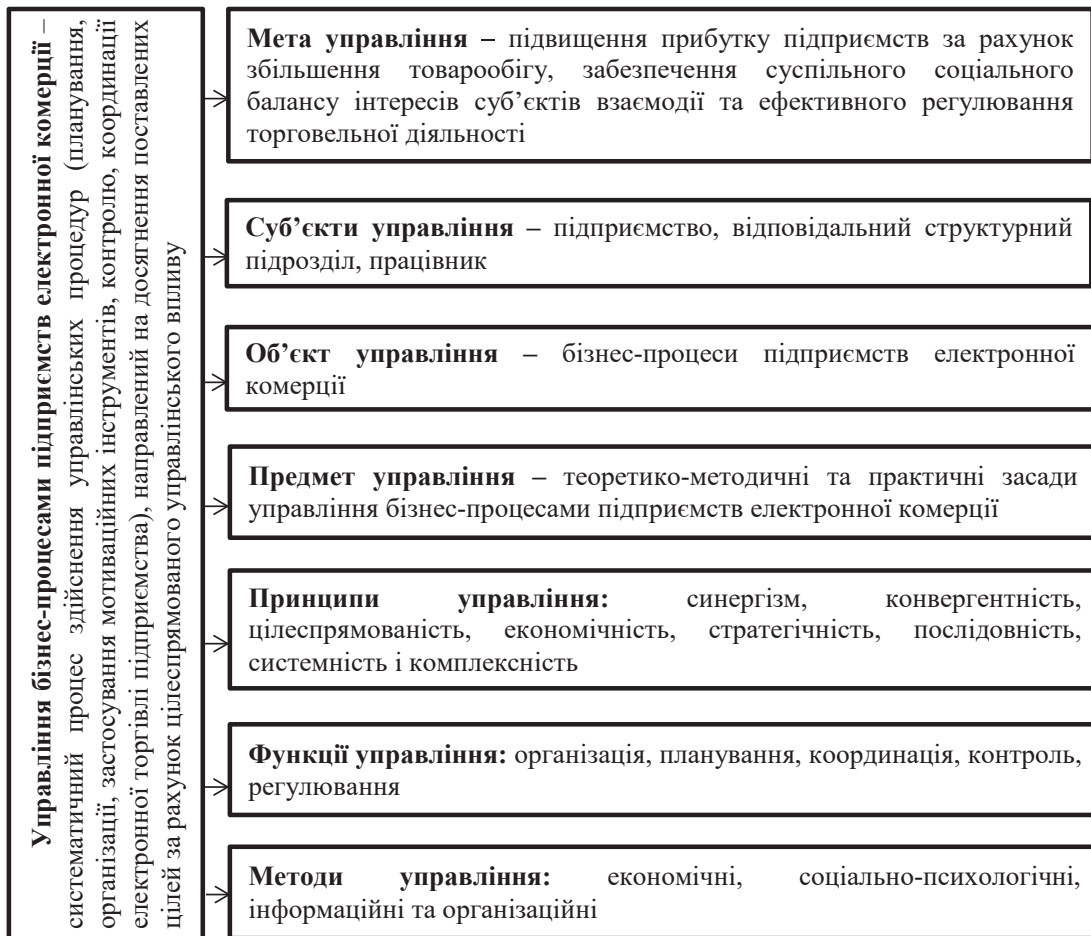 Управління бізнес-процесами підприємств електронної комерції –
систематичний процес здійснення управлінських процедур (планування,
організації, застосування мотиваційних інструментів, контролю, координації
електронної торгівлі підприємства), направлений на досягнення поставлених
цілей за рахунок цілеспрямованого управлінського впливу
Мета управління – підвищення прибутку підприємств за рахунок
збільшення товарообігу, забезпечення суспільного соціального
балансу інтересів суб’єктів взаємодії та ефективного регулювання
торговельної діяльності
Суб’єкти управління – підприємство, відповідальний структурний
підрозділ, працівник
Об’єкт управління – бізнес-процеси підприємств електронної
комерції
Предмет управління – теоретико-методичні та практичні засади
управління бізнес-процесами підприємств електронної комерції
Принципи управління: синергізм, конвергентність,
цілеспрямованість, економічність, стратегічність, послідовність,
системність і комплексність
Функції управління: організація, планування, координація, контроль,
регулювання
Методи управління: економічні, соціально-психологічні,
інформаційні та організаційні